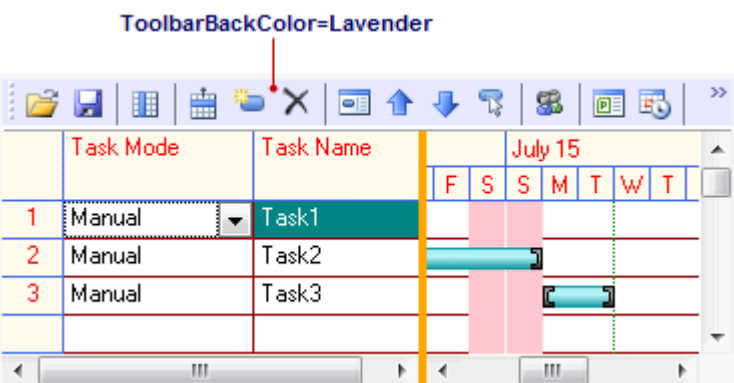 ToolbarBackColor=Lavender
Task Mode Task Name July 15
F S S M T W T
1 Manual Task1
2 Manual Task2
3 Manual Task3